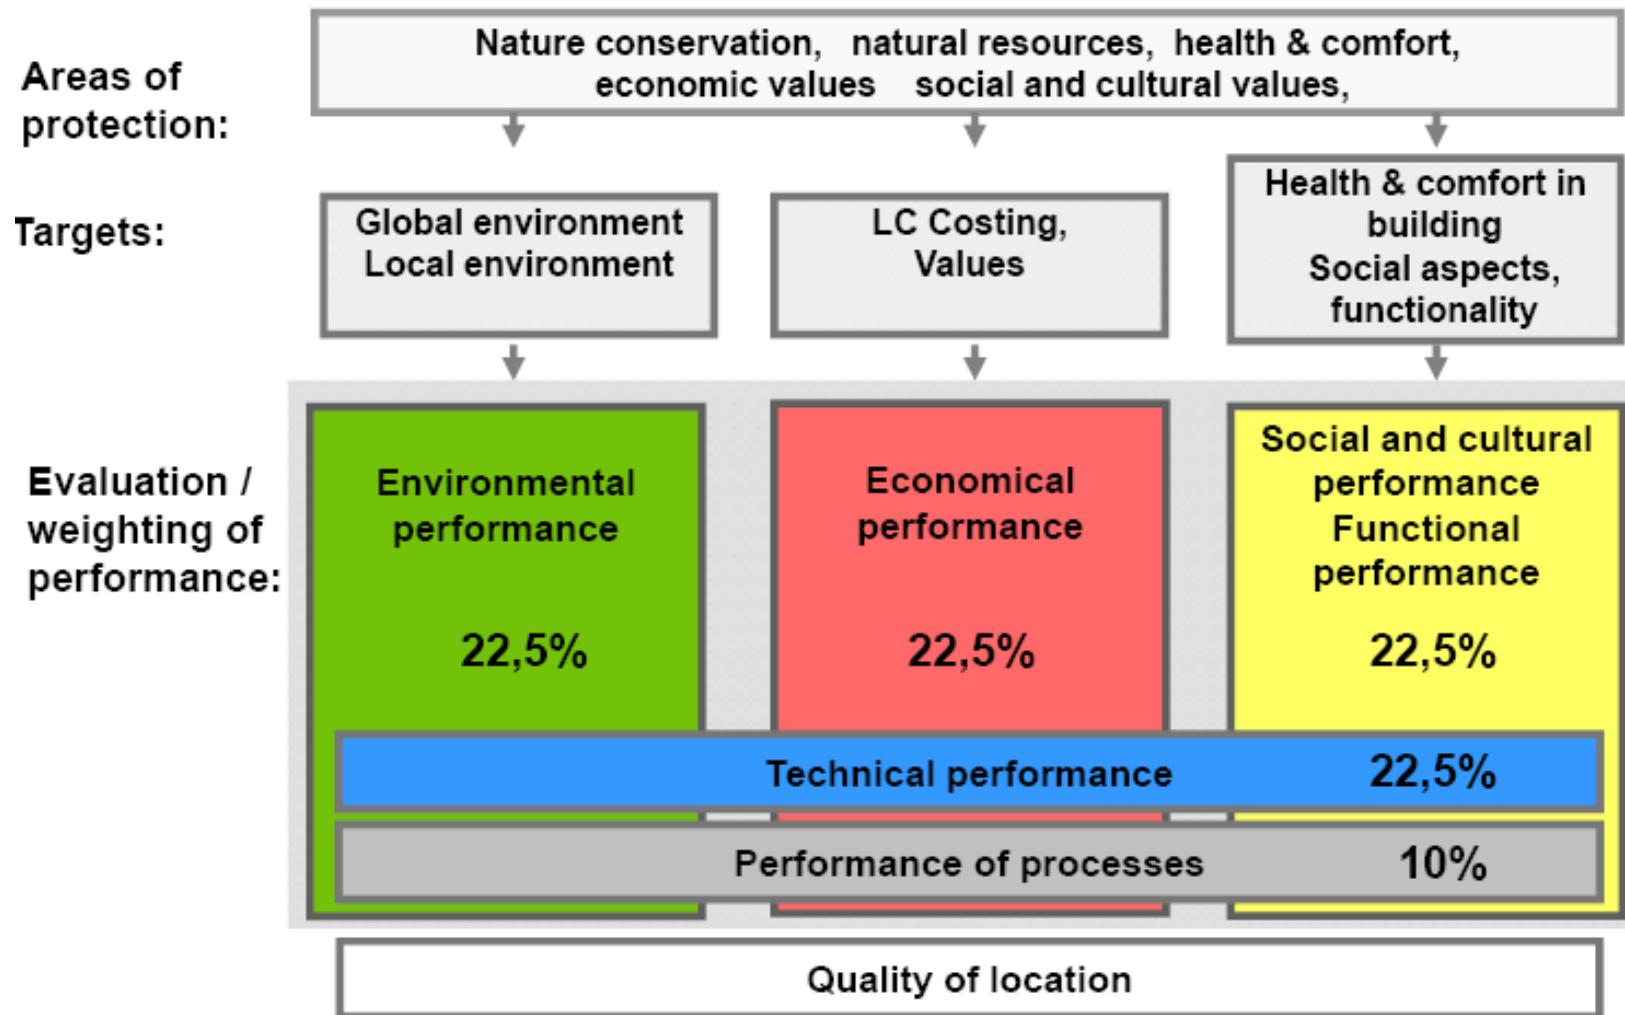 Areas of
protection:
Nature conservation, natural resources, health & comfort,
economic values social and cultural values,
Targets:
Global environment
Local environment
LC Costing,
Values
Health & comfort in
building
Social aspects,
functionality
Evaluation /
weighting of
performance:
Environmental
performance
22,5%
Economical
performance
22,5%
Social and cultural
performance
Functional
performance
22,5%
Technical performance 22,5%
Performance of processes 10%
Quality of location